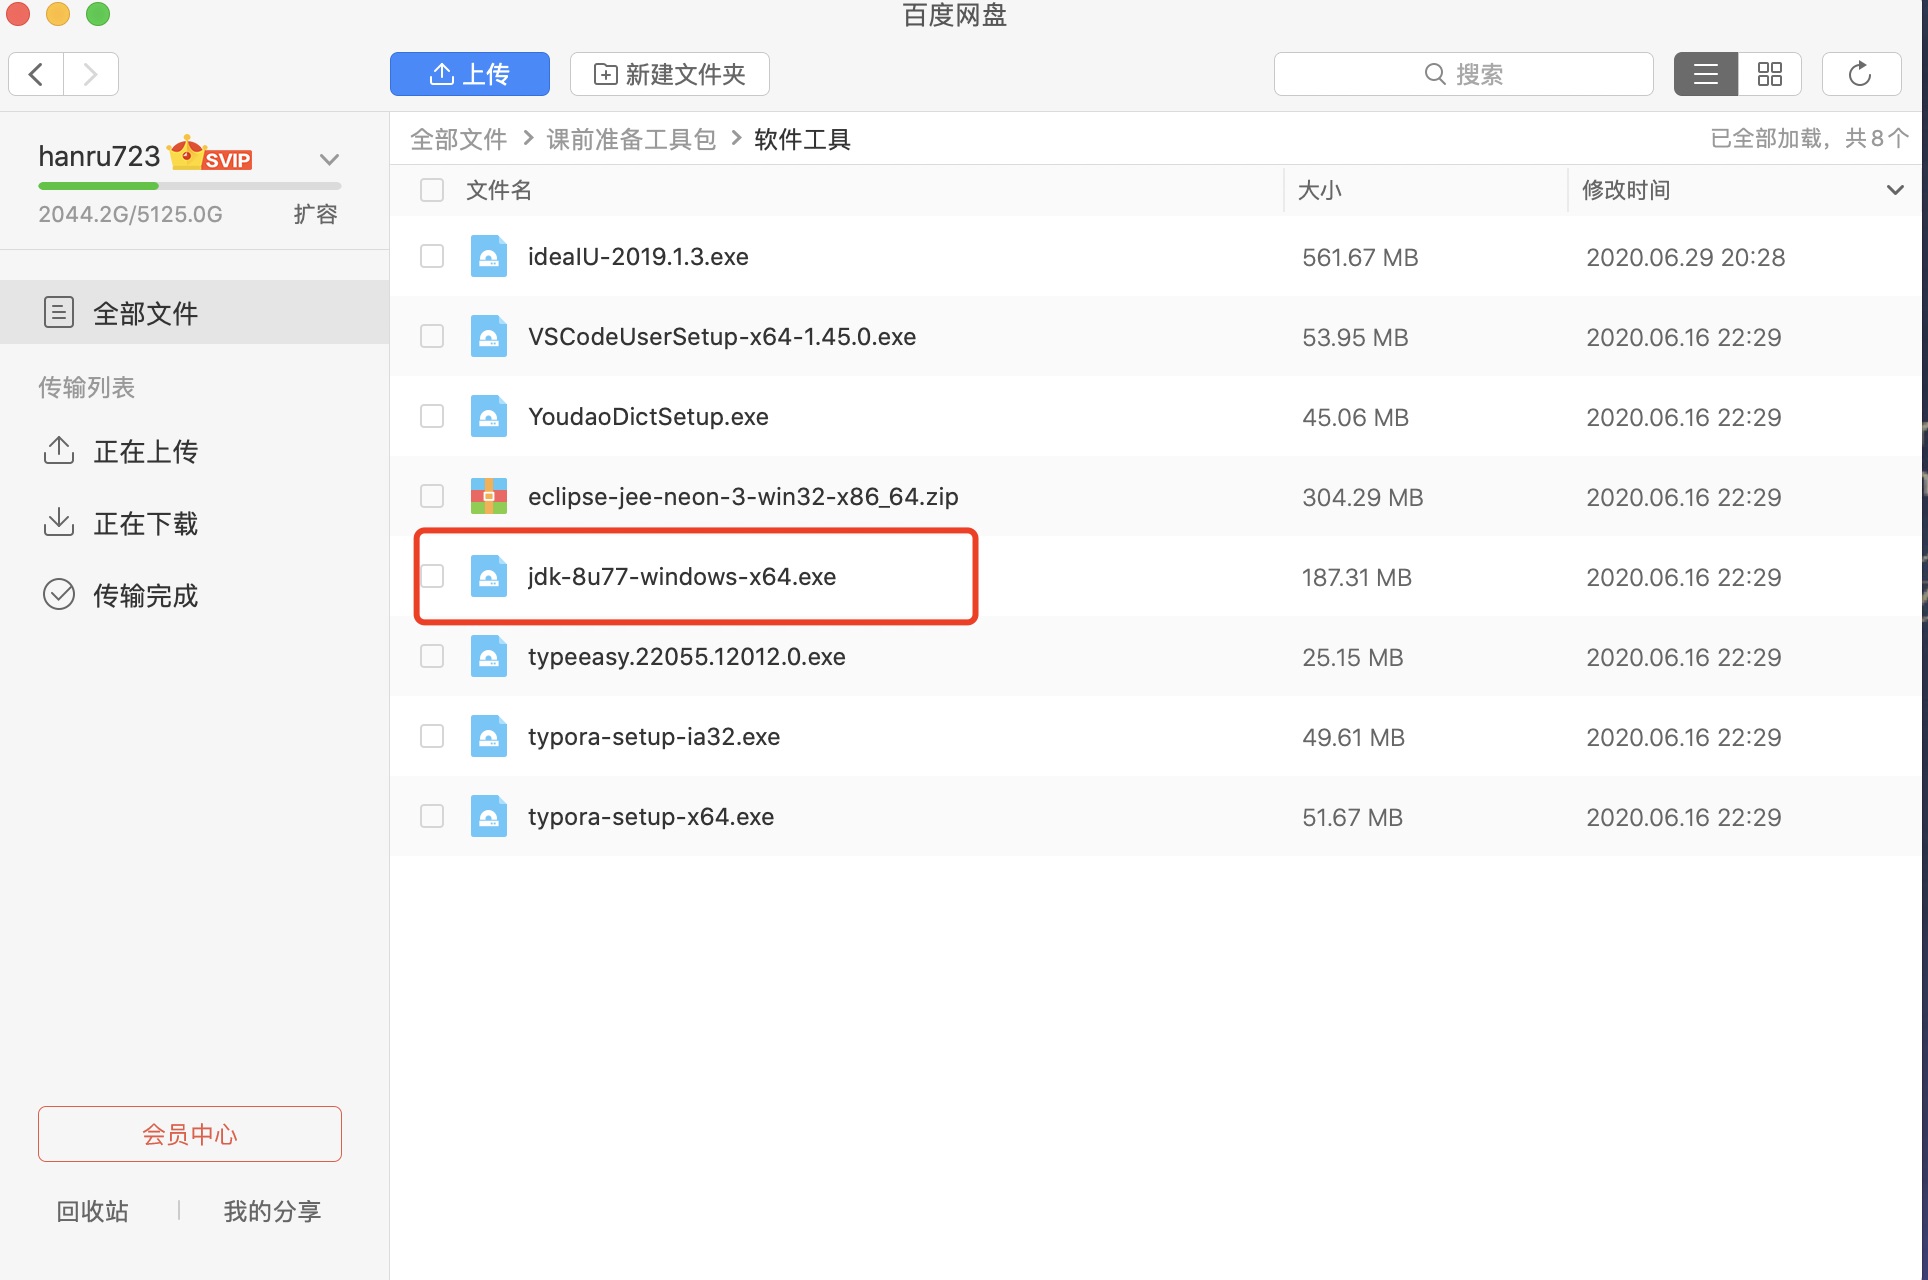 百度网盘
上传
新建文件夹
搜索
hanru723 SVIP
2044.2G/5125.0G 扩容
全部文件
传输列表
正在上传
正在下载
传输完成
会员中心
回收站 | 我的分享
全部文件 > 课前准备工具包 > 软件工具
已全部加载，共8个
文件名 大小 修改时间
ideaIU-2019.1.3.exe 561.67 MB 2020.06.29 20:28
VSCodeUserSetup-x64-1.45.0.exe 53.95 MB 2020.06.16 22:29
YoudaoDictSetup.exe 45.06 MB 2020.06.16 22:29
eclipse-jee-neon-3-win32-x86_64.zip 304.29 MB 2020.06.16 22:29
jdk-8u77-windows-x64.exe 187.31 MB 2020.06.16 22:29
typeeasy.22055.12012.0.exe 25.15 MB 2020.06.16 22:29
typora-setup-ia32.exe 49.61 MB 2020.06.16 22:29
typora-setup-x64.exe 51.67 MB 2020.06.16 22:29